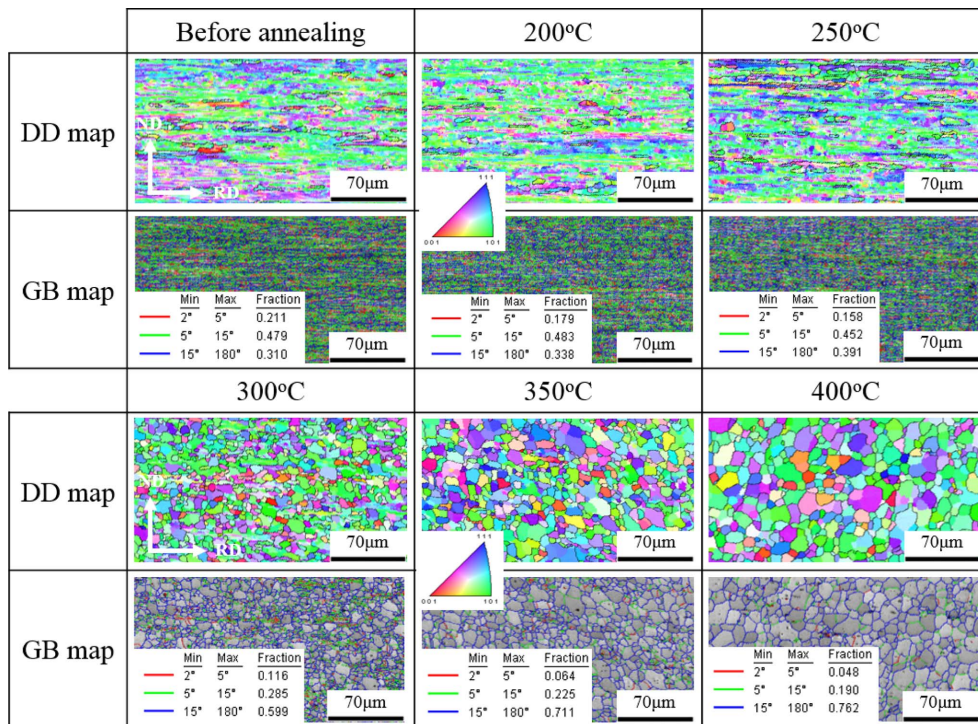 Before annealing 200°C 250°C
DD map
ND
RD
70μm
70μm
70μm
111
001 101
GB map
Min Max Fraction
2° 5° 0.211
5° 15° 0.479
15° 180° 0.310
70μm
Min Max Fraction
2° 5° 0.179
5° 15° 0.483
15° 180° 0.338
70μm
Min Max Fraction
2° 5° 0.158
5° 15° 0.452
15° 180° 0.391
70μm
300°C 350°C 400°C
DD map
ND
RD
70μm
70μm
70μm
111
001 101
GB map
Min Max Fraction
2° 5° 0.116
5° 15° 0.285
15° 180° 0.599
70μm
Min Max Fraction
2° 5° 0.064
5° 15° 0.225
15° 180° 0.711
70μm
Min Max Fraction
2° 5° 0.048
5° 15° 0.190
15° 180° 0.762
70μm